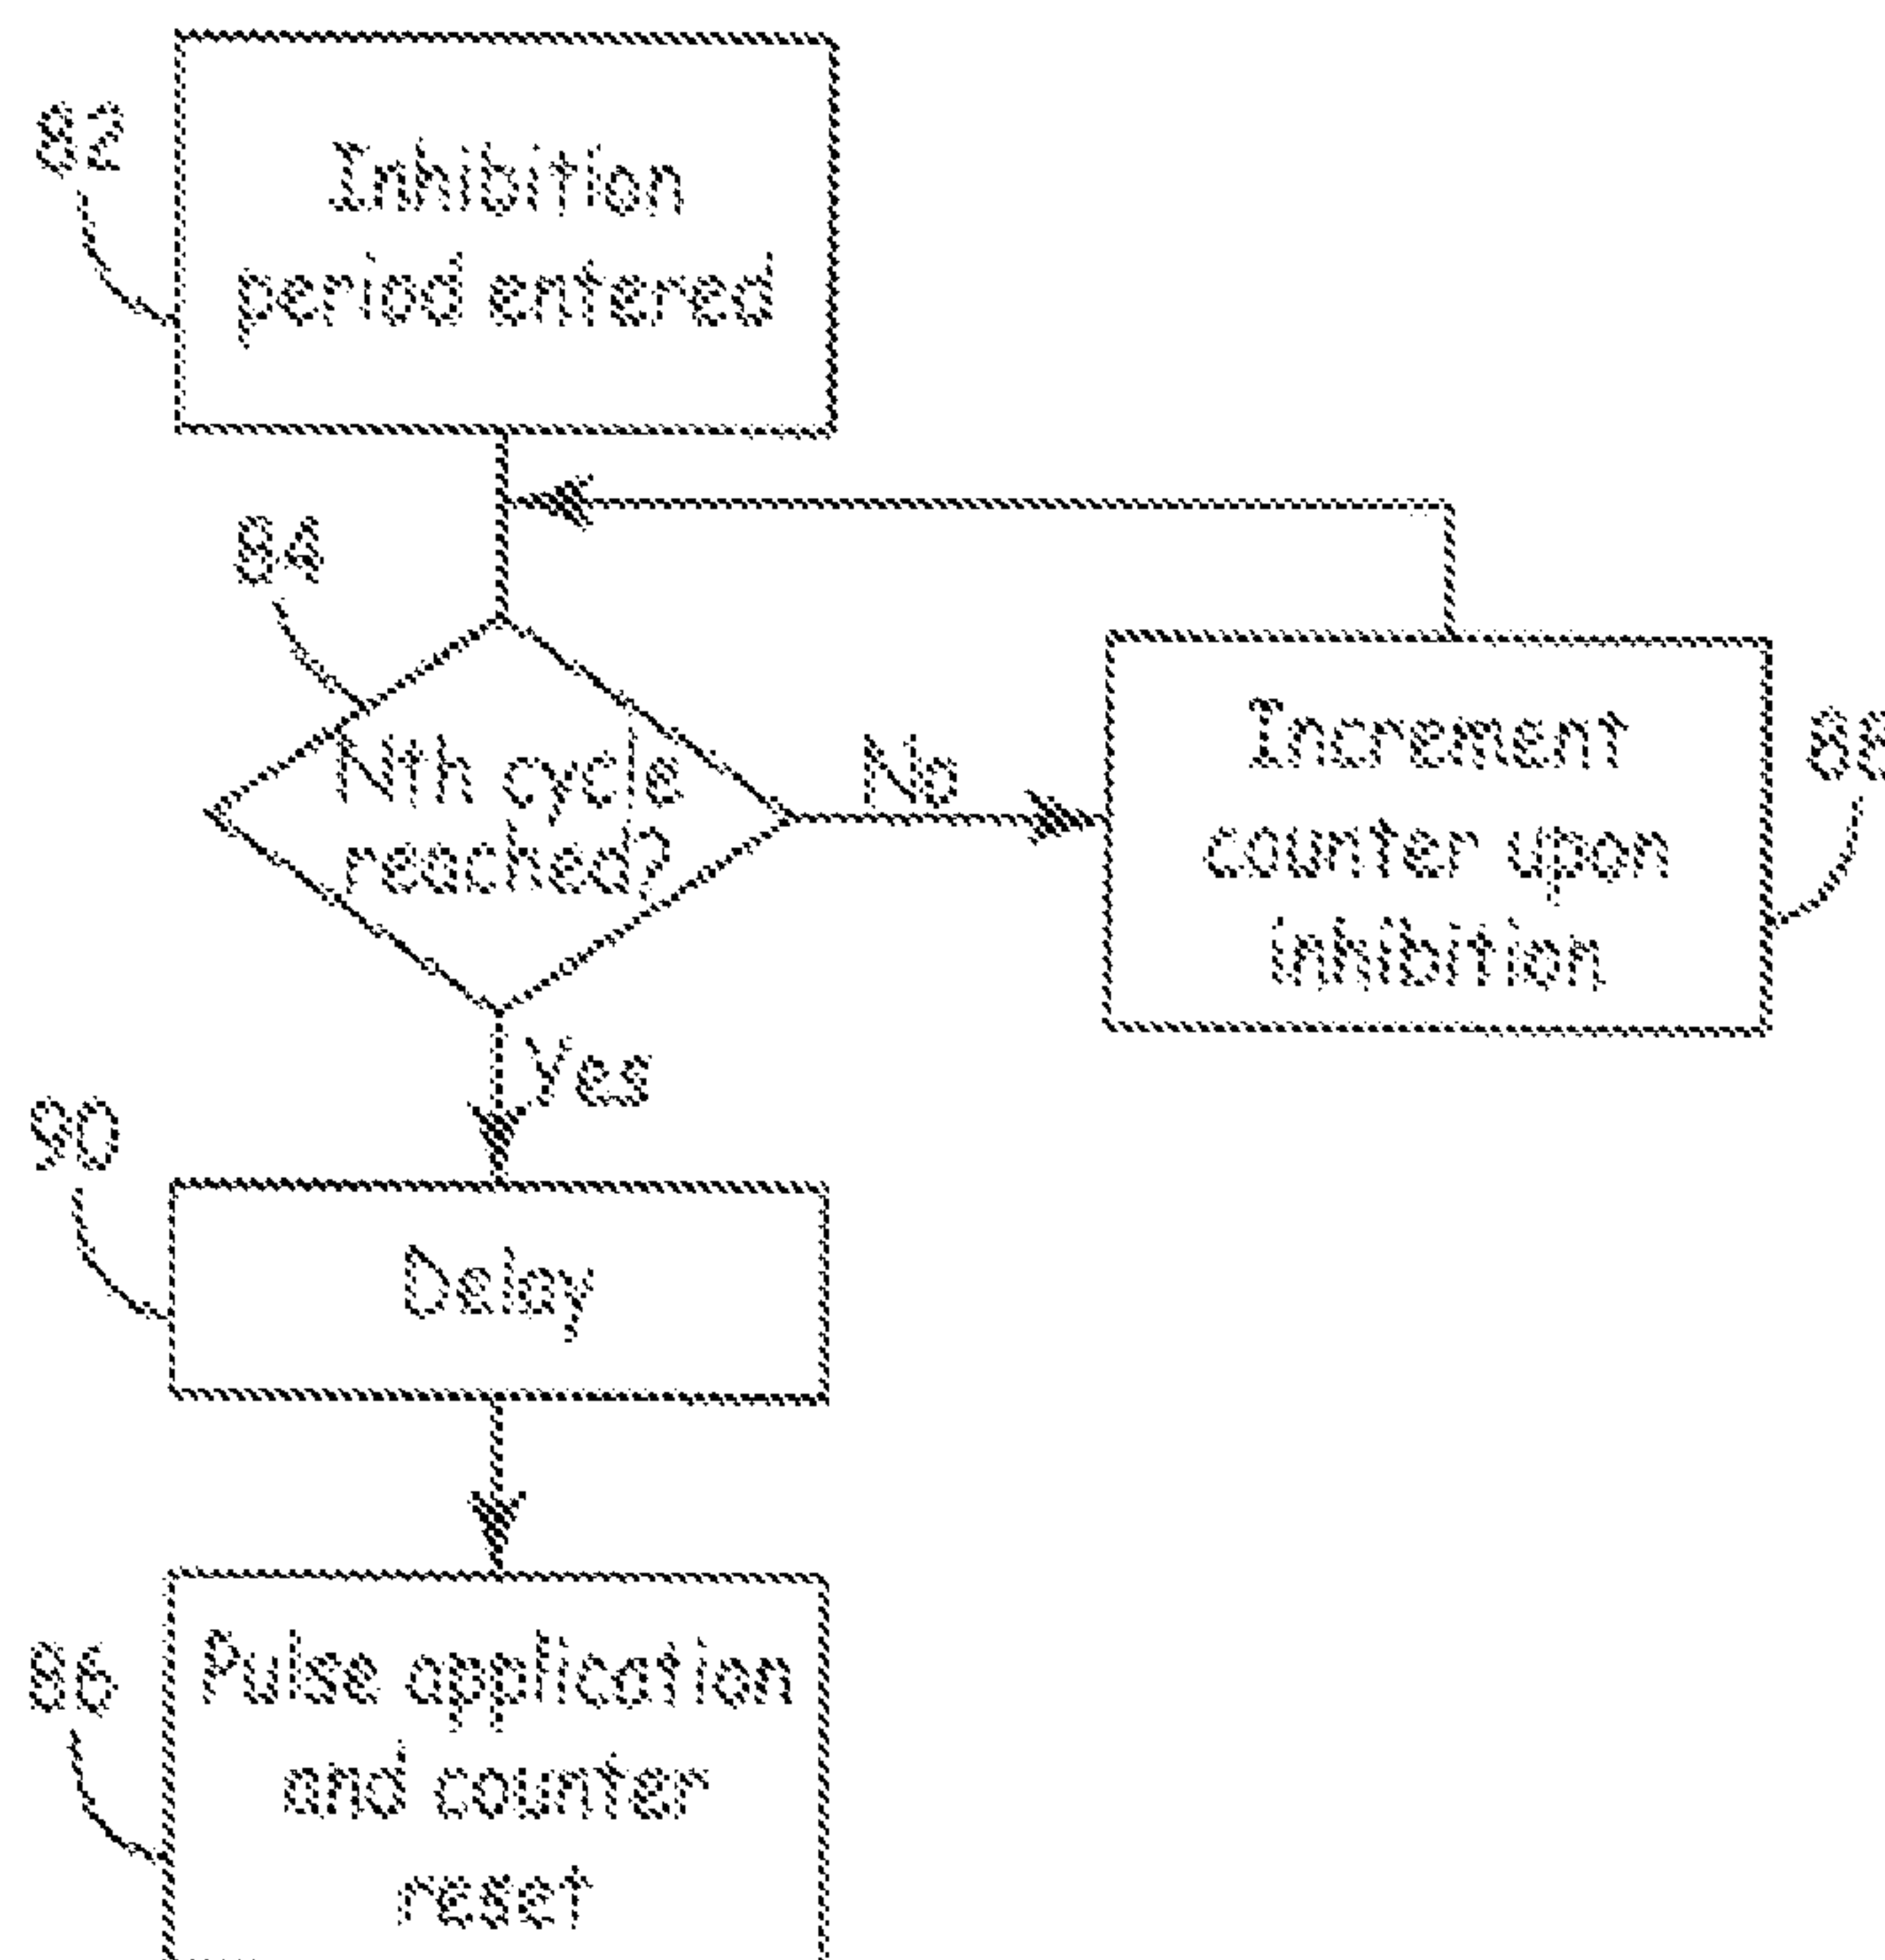 82
Inhibition
period entered
84
Nth cycle
reached?
No
Increment
counter upon
inhibition
88
Yes
90
Delay
86
Pulse application
and counter
reset